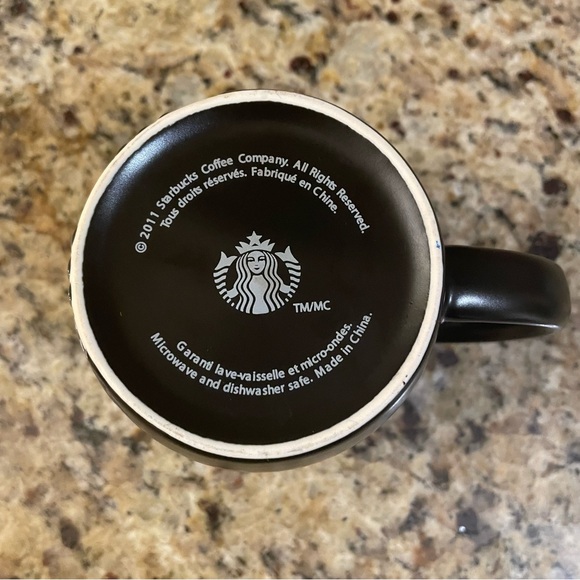 © 2011 Starbucks Coffee Company. All Rights Reserved.
Tous droits réservés. Fabriqué en Chine.
TM/MC
Garanti lave-vaisselle et micro-ondes.
Microwave and dishwasher safe. Made in China.